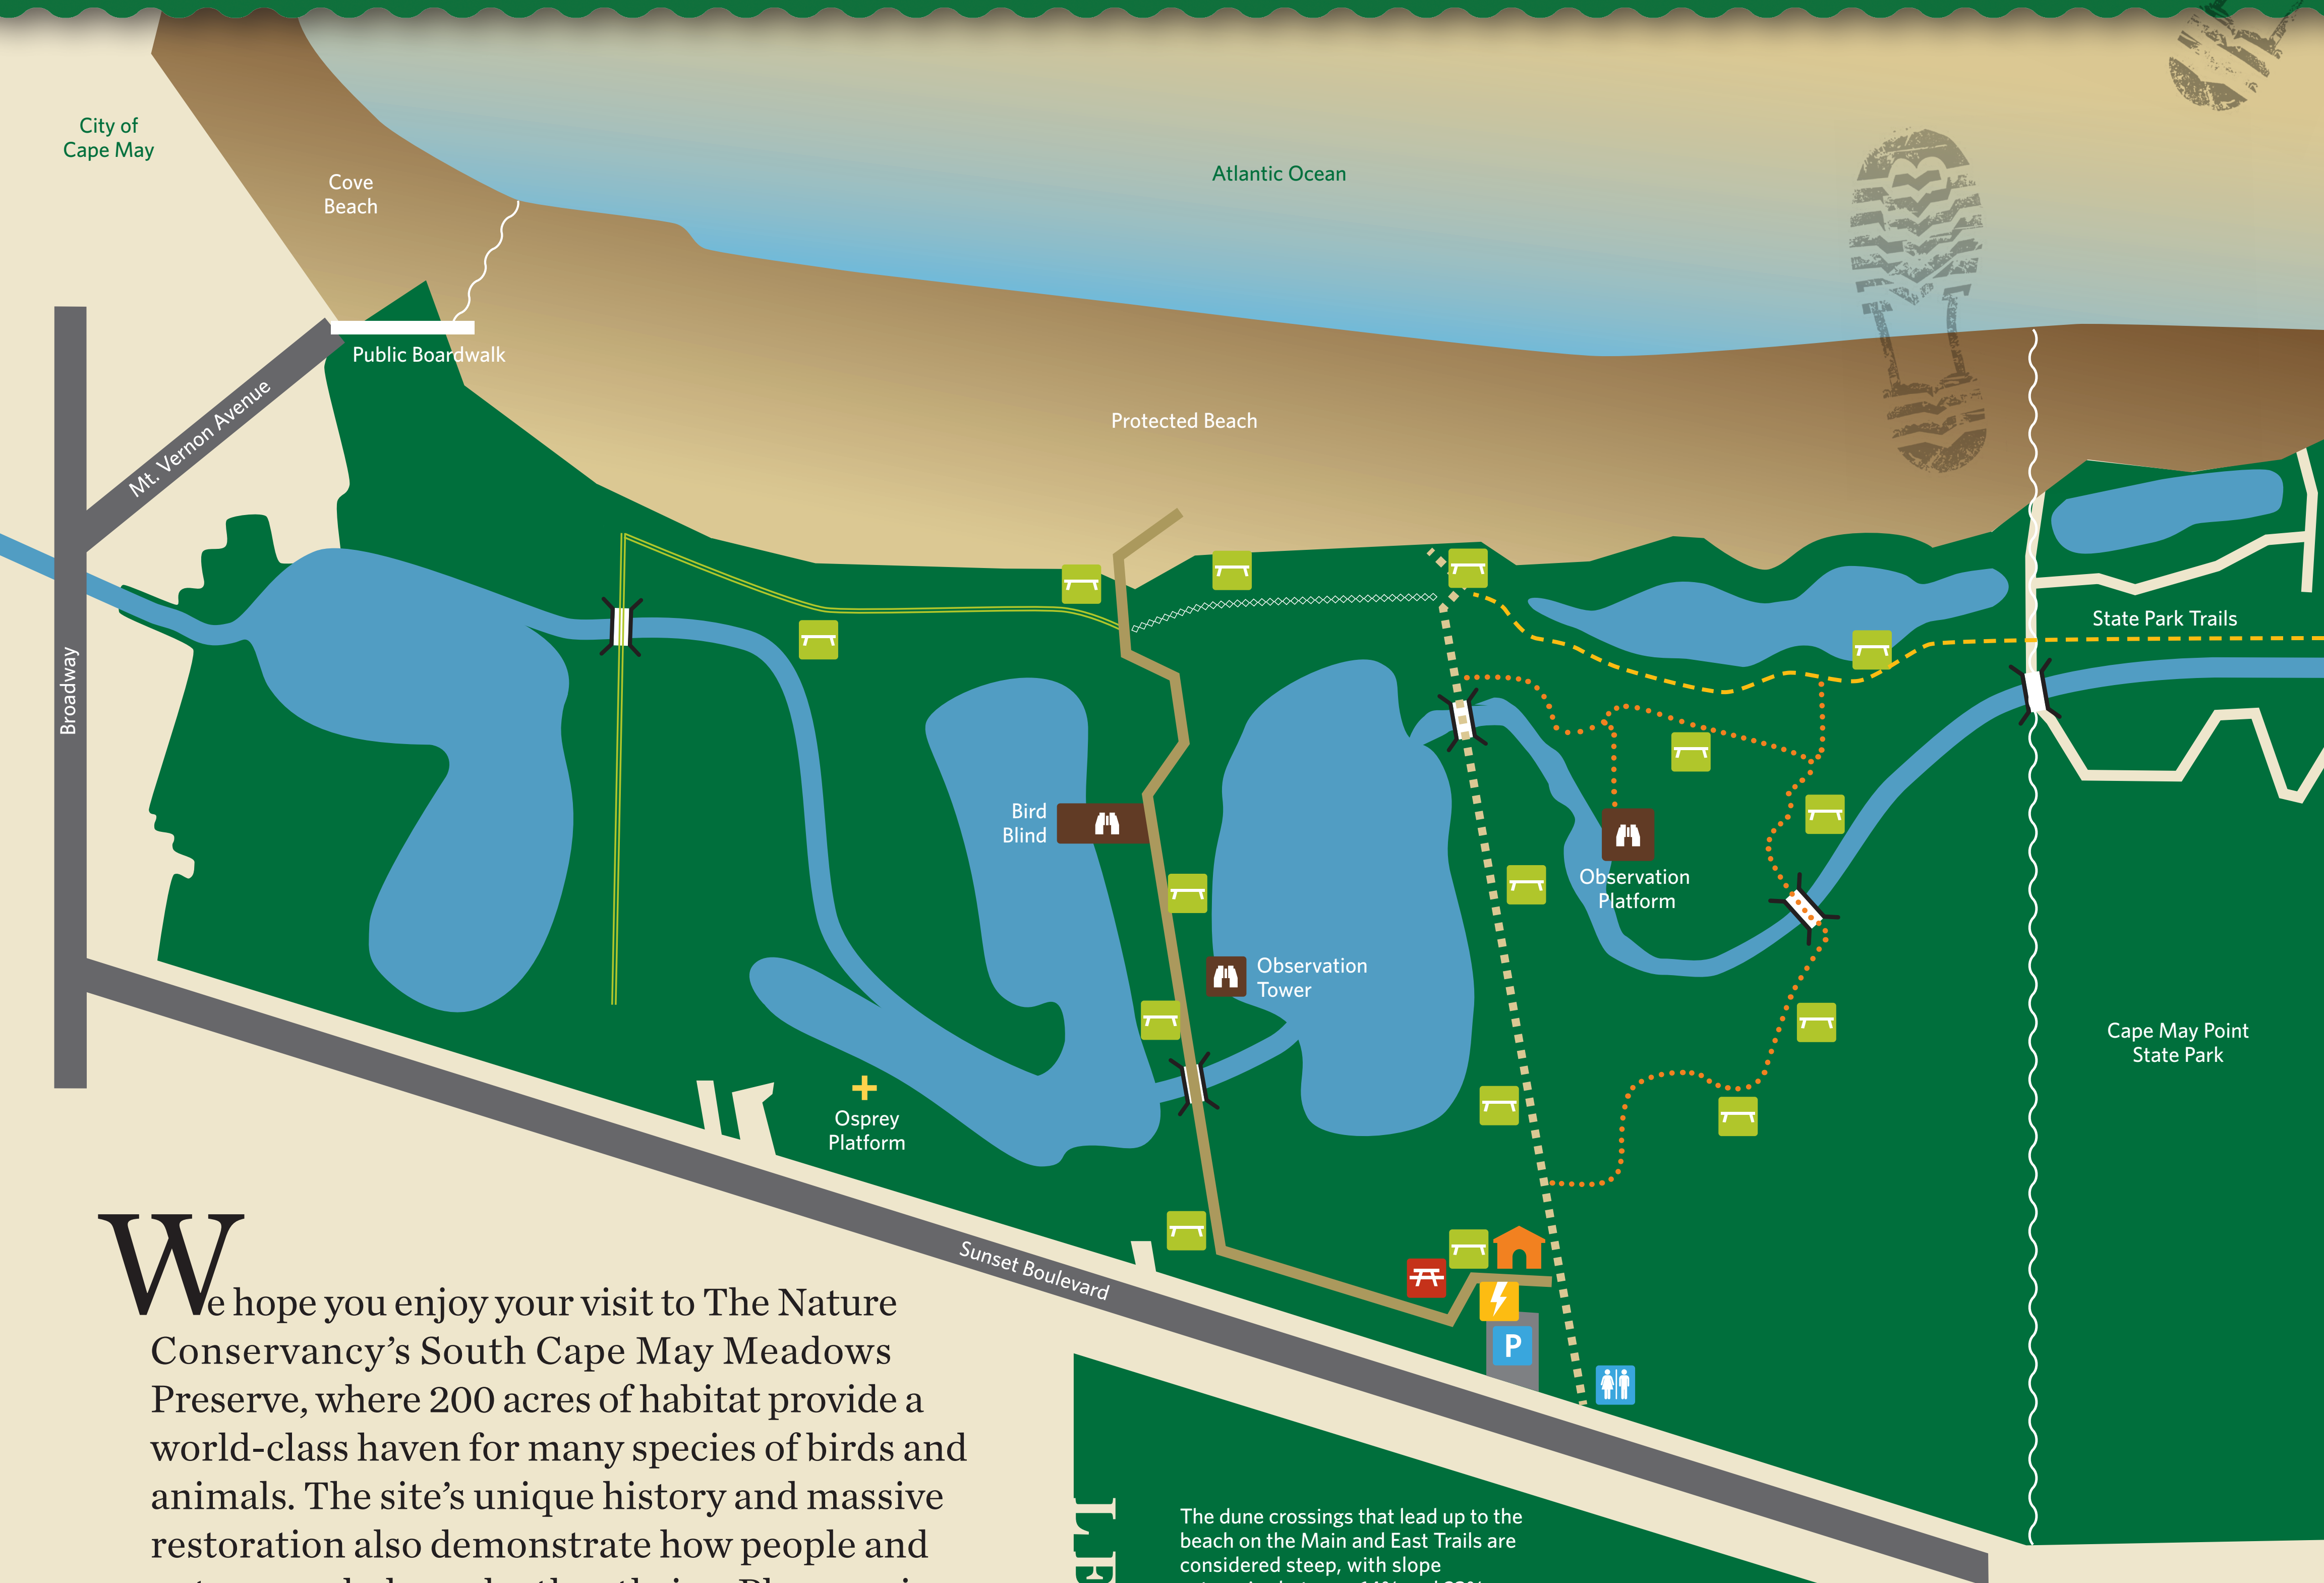 City of
Cape May
Cove
Beach
Atlantic Ocean
Public Boardwalk
Mt. Vernon Avenue
Protected Beach
Broadway
State Park Trails
Bird
Blind
Observation
Platform
Observation
Tower
Cape May Point
State Park
Osprey
Platform
Sunset Boulevard
P
We hope you enjoy your visit to The Nature
Conservancy’s South Cape May Meadows
Preserve, where 200 acres of habitat provide a
world-class haven for many species of birds and
animals. The site’s unique history and massive
restoration also demonstrate how people and
The dune crossings that lead up to the
beach on the Main and East Trails are
considered steep, with slope